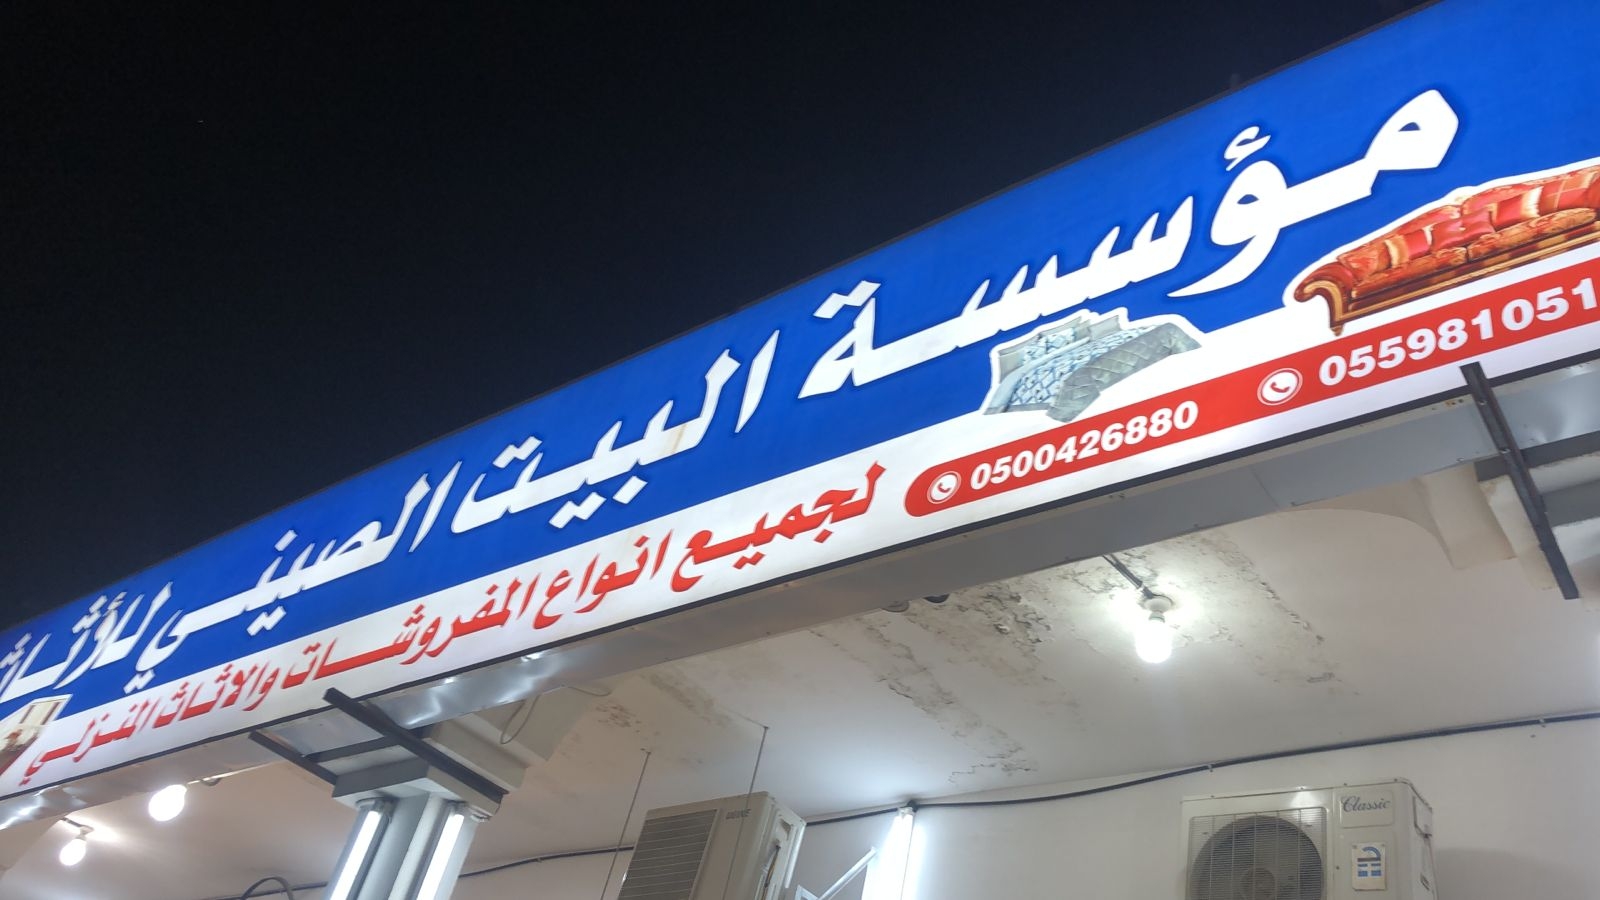 مؤسسة البيت الصيني للأثاث
لجميع انواع المفروشات والاثاث المنزلي
0500426880
055981051
Classic